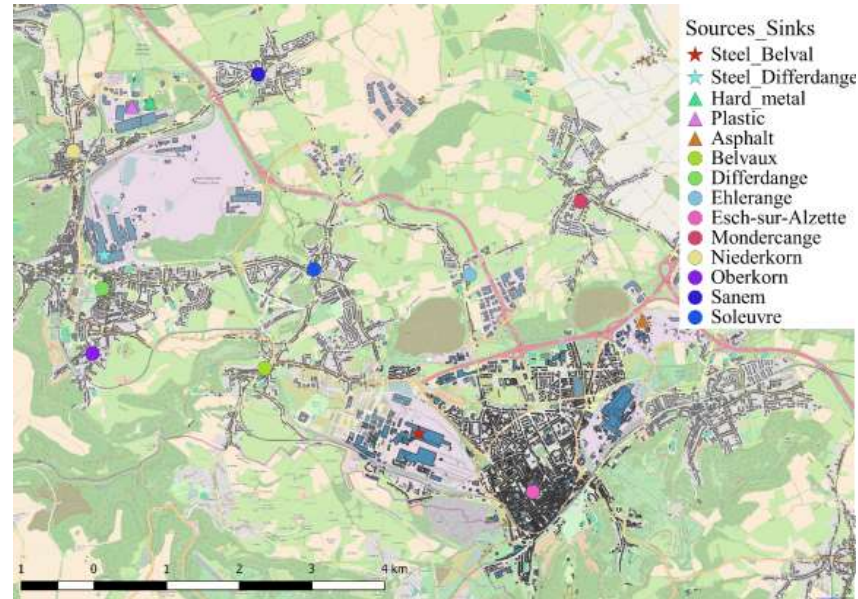 Sources_Sinks
Steel_Belval
Steel_Differdange
Hard_metal
Plastic
Asphalt
Belvaux
Differdange
Ehlerange
Esch-sur-Alzette
Mondercange
Niederkorn
Oberkorn
Sanem
Soleuvre
1 0 1 2 3 4 km